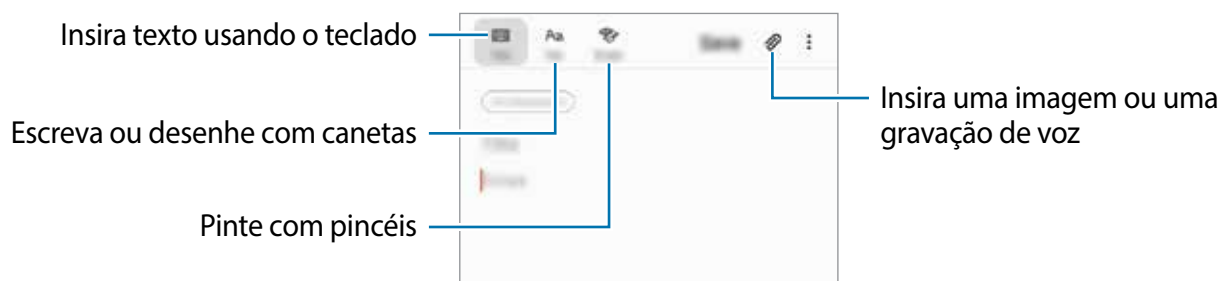 Insira texto usando o teclado
Aa
Escreva ou desenhe com canetas
Pinte com pincéis
Insira uma imagem ou uma
gravação de voz